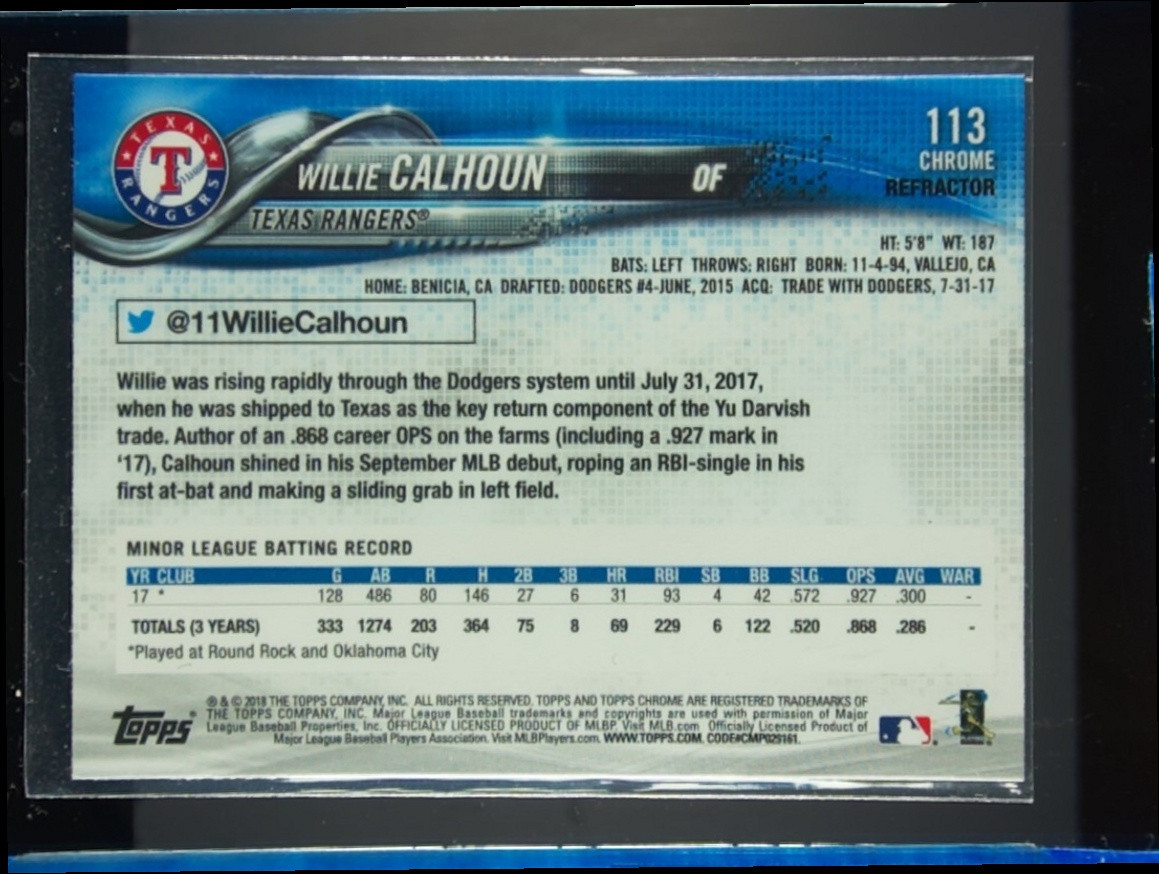 TEXAS
RANGERS
T
WILLIE CALHOUN
OF
113
CHROME
REFRACTOR
TEXAS RANGERS®
HT: 5'8" WT: 187
BATS: LEFT THROWS: RIGHT BORN: 11-4-94, VALLEJO, CA
HOME: BENICIA, CA DRAFTED: DODGERS #4-JUNE, 2015 ACQ: TRADE WITH DODGERS, 7-31-17
@11WillieCalhoun
Willie was rising rapidly through the Dodgers system until July 31, 2017,
when he was shipped to Texas as the key return component of the Yu Darvish
trade. Author of an .868 career OPS on the farms (including a .927 mark in
'17), Calhoun shined in his September MLB debut, roping an RBI-single in his
first at-bat and making a sliding grab in left field.
MINOR LEAGUE BATTING RECORD
YR CLUB G AB R H 2B 3B HR RBI SB BB SLG OPS AVG WAR
17 * 128 486 80 146 27 6 31 93 4 42 .572 .927 .300 -
TOTALS (3 YEARS) 333 1274 203 364 75 8 69 229 6 122 .520 .868 .286 -
*Played at Round Rock and Oklahoma City
Topps®
® & © 2018 THE TOPPS COMPANY, INC. ALL RIGHTS RESERVED. TOPPS AND TOPPS CHROME ARE REGISTERED TRADEMARKS OF
THE TOPPS COMPANY, INC. Major League Baseball trademarks and copyrights are used with permission of Major
League Baseball Properties, Inc. OFFICIALLY LICENSED PRODUCT OF MLBP. Visit MLB.com Officially Licensed Product of
Major League Baseball Players Association. Visit MLBPlayers.com. WWW.TOPPS.COM. CODE#CMP029161.